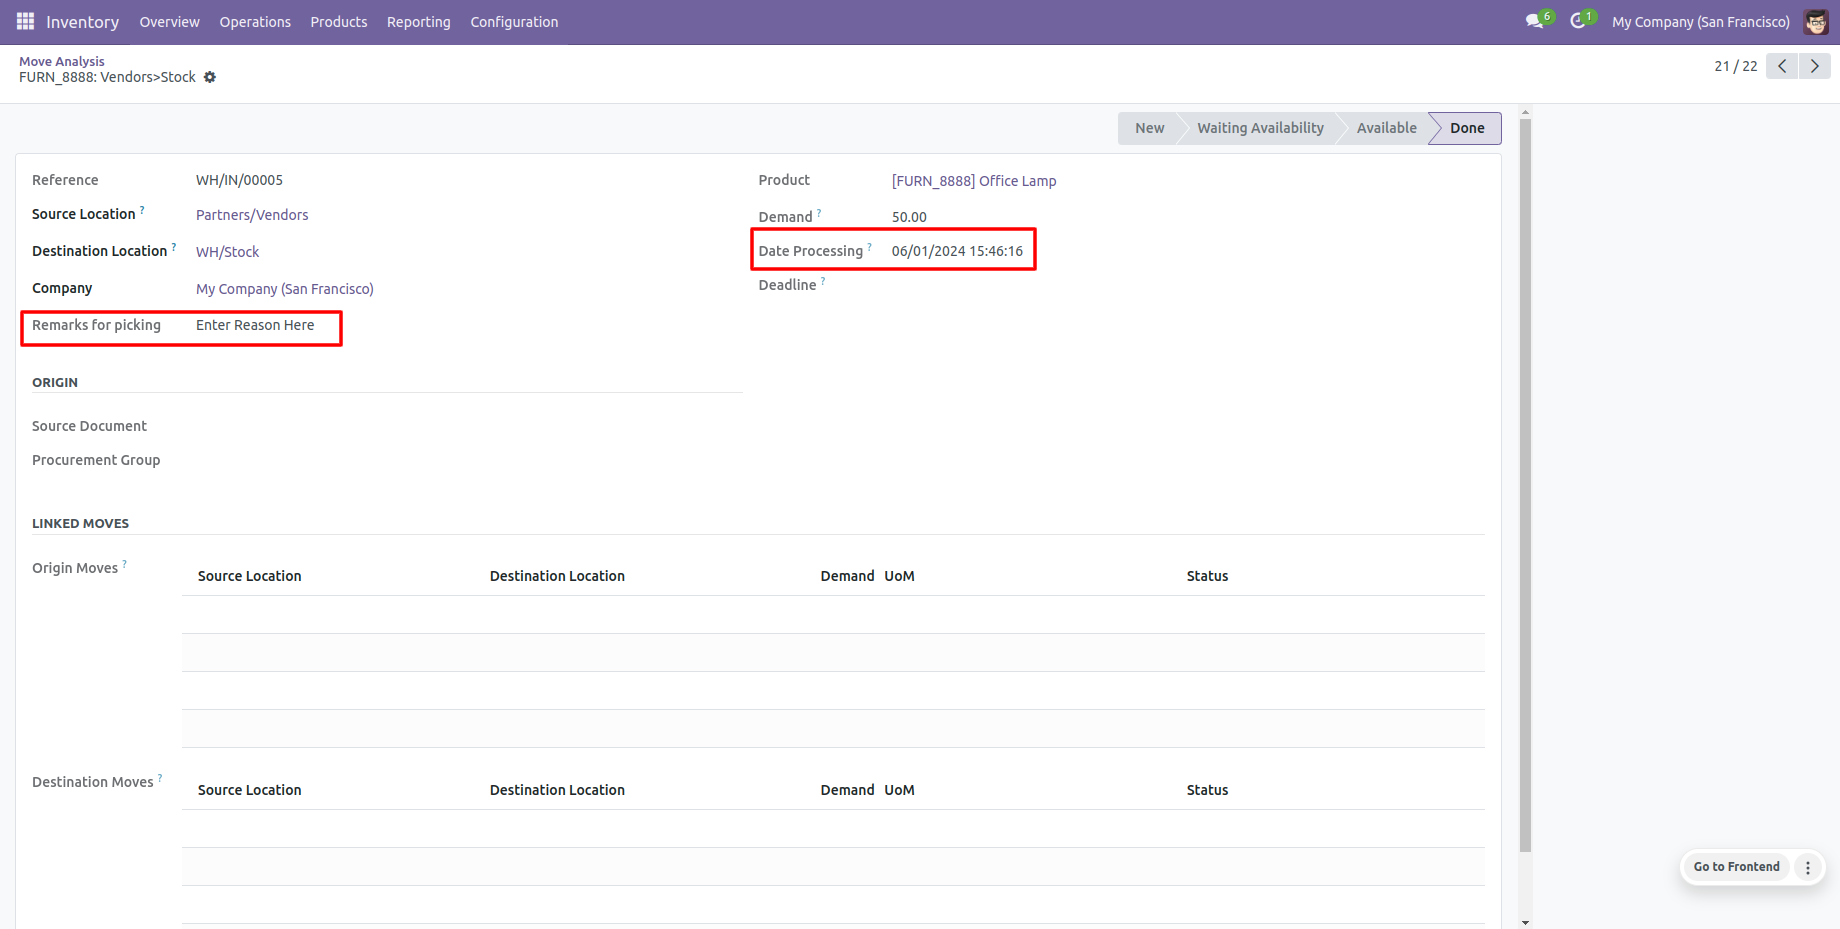 Inventory Overview Operations Products Reporting Configuration 6 1 My Company (San Francisco)
Move Analysis
FURN_8888: Vendors>Stock
21 / 22
New Waiting Availability Available Done
Reference WH/IN/00005
Product [FURN_8888] Office Lamp
Source Location ? Partners/Vendors
Demand ? 50.00
Destination Location ? WH/Stock
Date Processing ? 06/01/2024 15:46:16
Company My Company (San Francisco)
Deadline ?
Remarks for picking Enter Reason Here
ORIGIN
Source Document
Procurement Group
LINKED MOVES
Origin Moves ?
Source Location Destination Location Demand UoM Status
Destination Moves ?
Source Location Destination Location Demand UoM Status
Go to Frontend